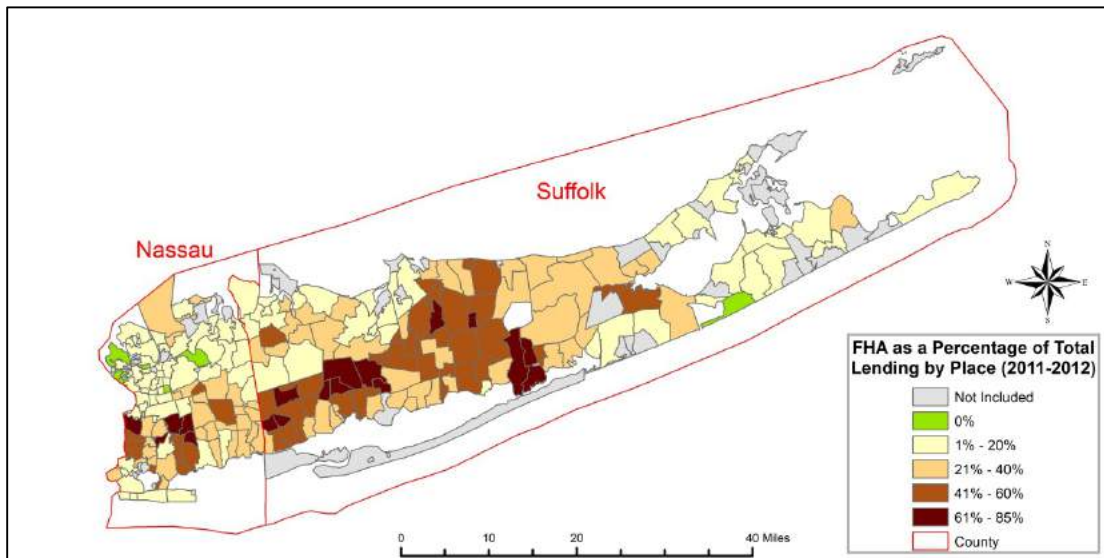 Nassau
Suffolk
N
W
E
S
FHA as a Percentage of Total
Lending by Place (2011-2012)
Not Included
0%
1% - 20%
21% - 40%
41% - 60%
61% - 85%
County
0 10 20 40 Miles